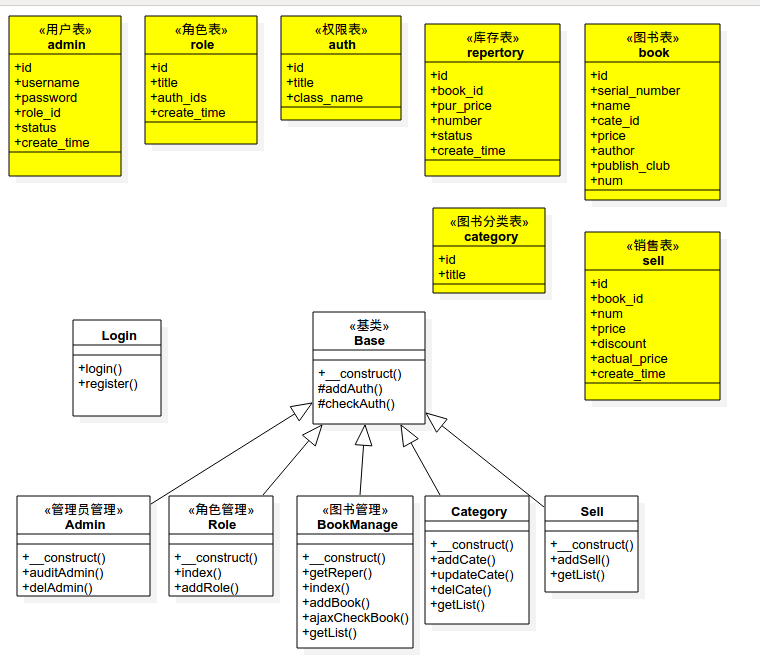 «用户表»
admin
+id
+username
+password
+role_id
+status
+create_time
«角色表»
role
+id
+title
+auth_ids
+create_time
«权限表»
auth
+id
+title
+class_name
«库存表»
repertory
+id
+book_id
+pur_price
+number
+status
+create_time
«图书表»
book
+id
+serial_number
+name
+cate_id
+price
+author
+publish_club
+num
«图书分类表»
category
+id
+title
«销售表»
sell
+id
+book_id
+num
+price
+discount
+actual_price
+create_time
Login
+login()
+register()
«基类»
Base
+__construct()
#addAuth()
#checkAuth()
«管理员管理»
Admin
+__construct()
+auditAdmin()
+delAdmin()
«角色管理»
Role
+__construct()
+index()
+addRole()
«图书管理»
BookManage
+__construct()
+getReper()
+index()
+addBook()
+ajaxCheckBook()
+getList()
Category
+__construct()
+addCate()
+updateCate()
+delCate()
+getList()
Sell
+__construct()
+addSell()
+getList()